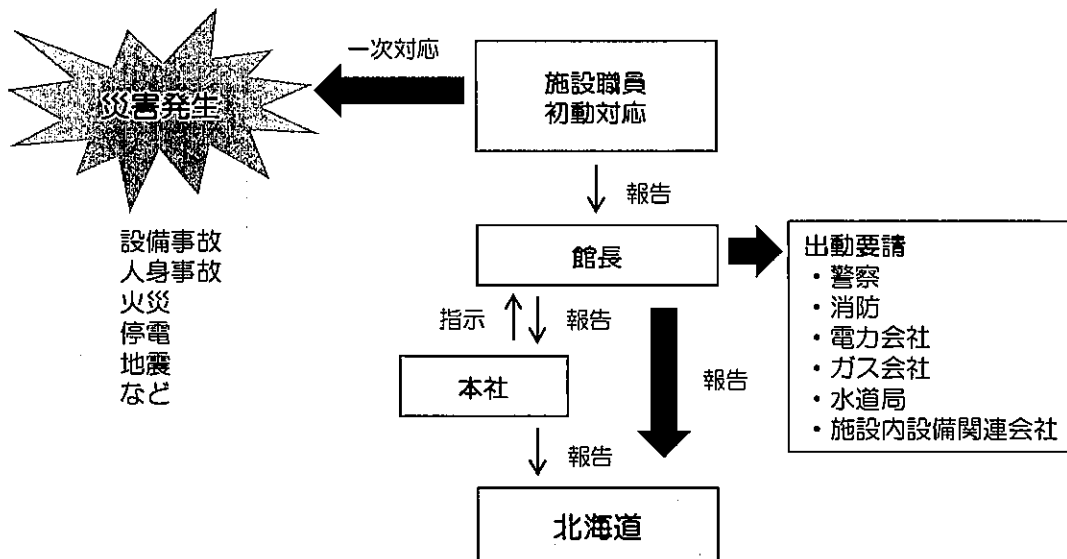 一次対応
災害発生
施設職員
初動対応
報告
設備事故
人身事故
火災
停電
地震
など
館長
出動要請
・警察
・消防
・電力会社
・ガス会社
・水道局
・施設内設備関連会社
指示
報告
本社
報告
報告
北海道